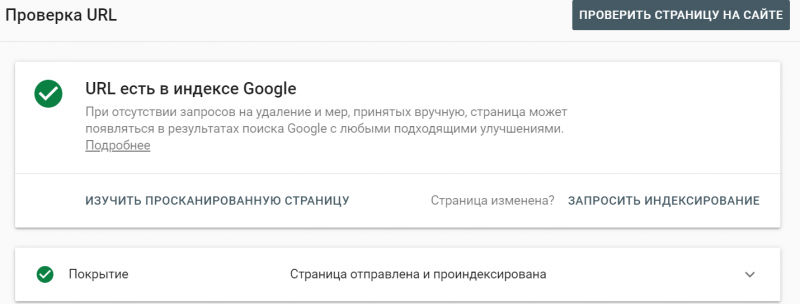 Проверка URL
ПРОВЕРИТЬ СТРАНИЦУ НА САЙТЕ
URL есть в индексе Google
При отсутствии запросов на удаление и мер, принятых вручную, страница может
появляться в результатах поиска Google с любыми подходящими улучшениями.
Подробнее
ИЗУЧИТЬ ПРОСКАНИРОВАННУЮ СТРАНИЦУ
Страница изменена?
ЗАПРОСИТЬ ИНДЕКСИРОВАНИЕ
Покрытие
Страница отправлена и проиндексирована